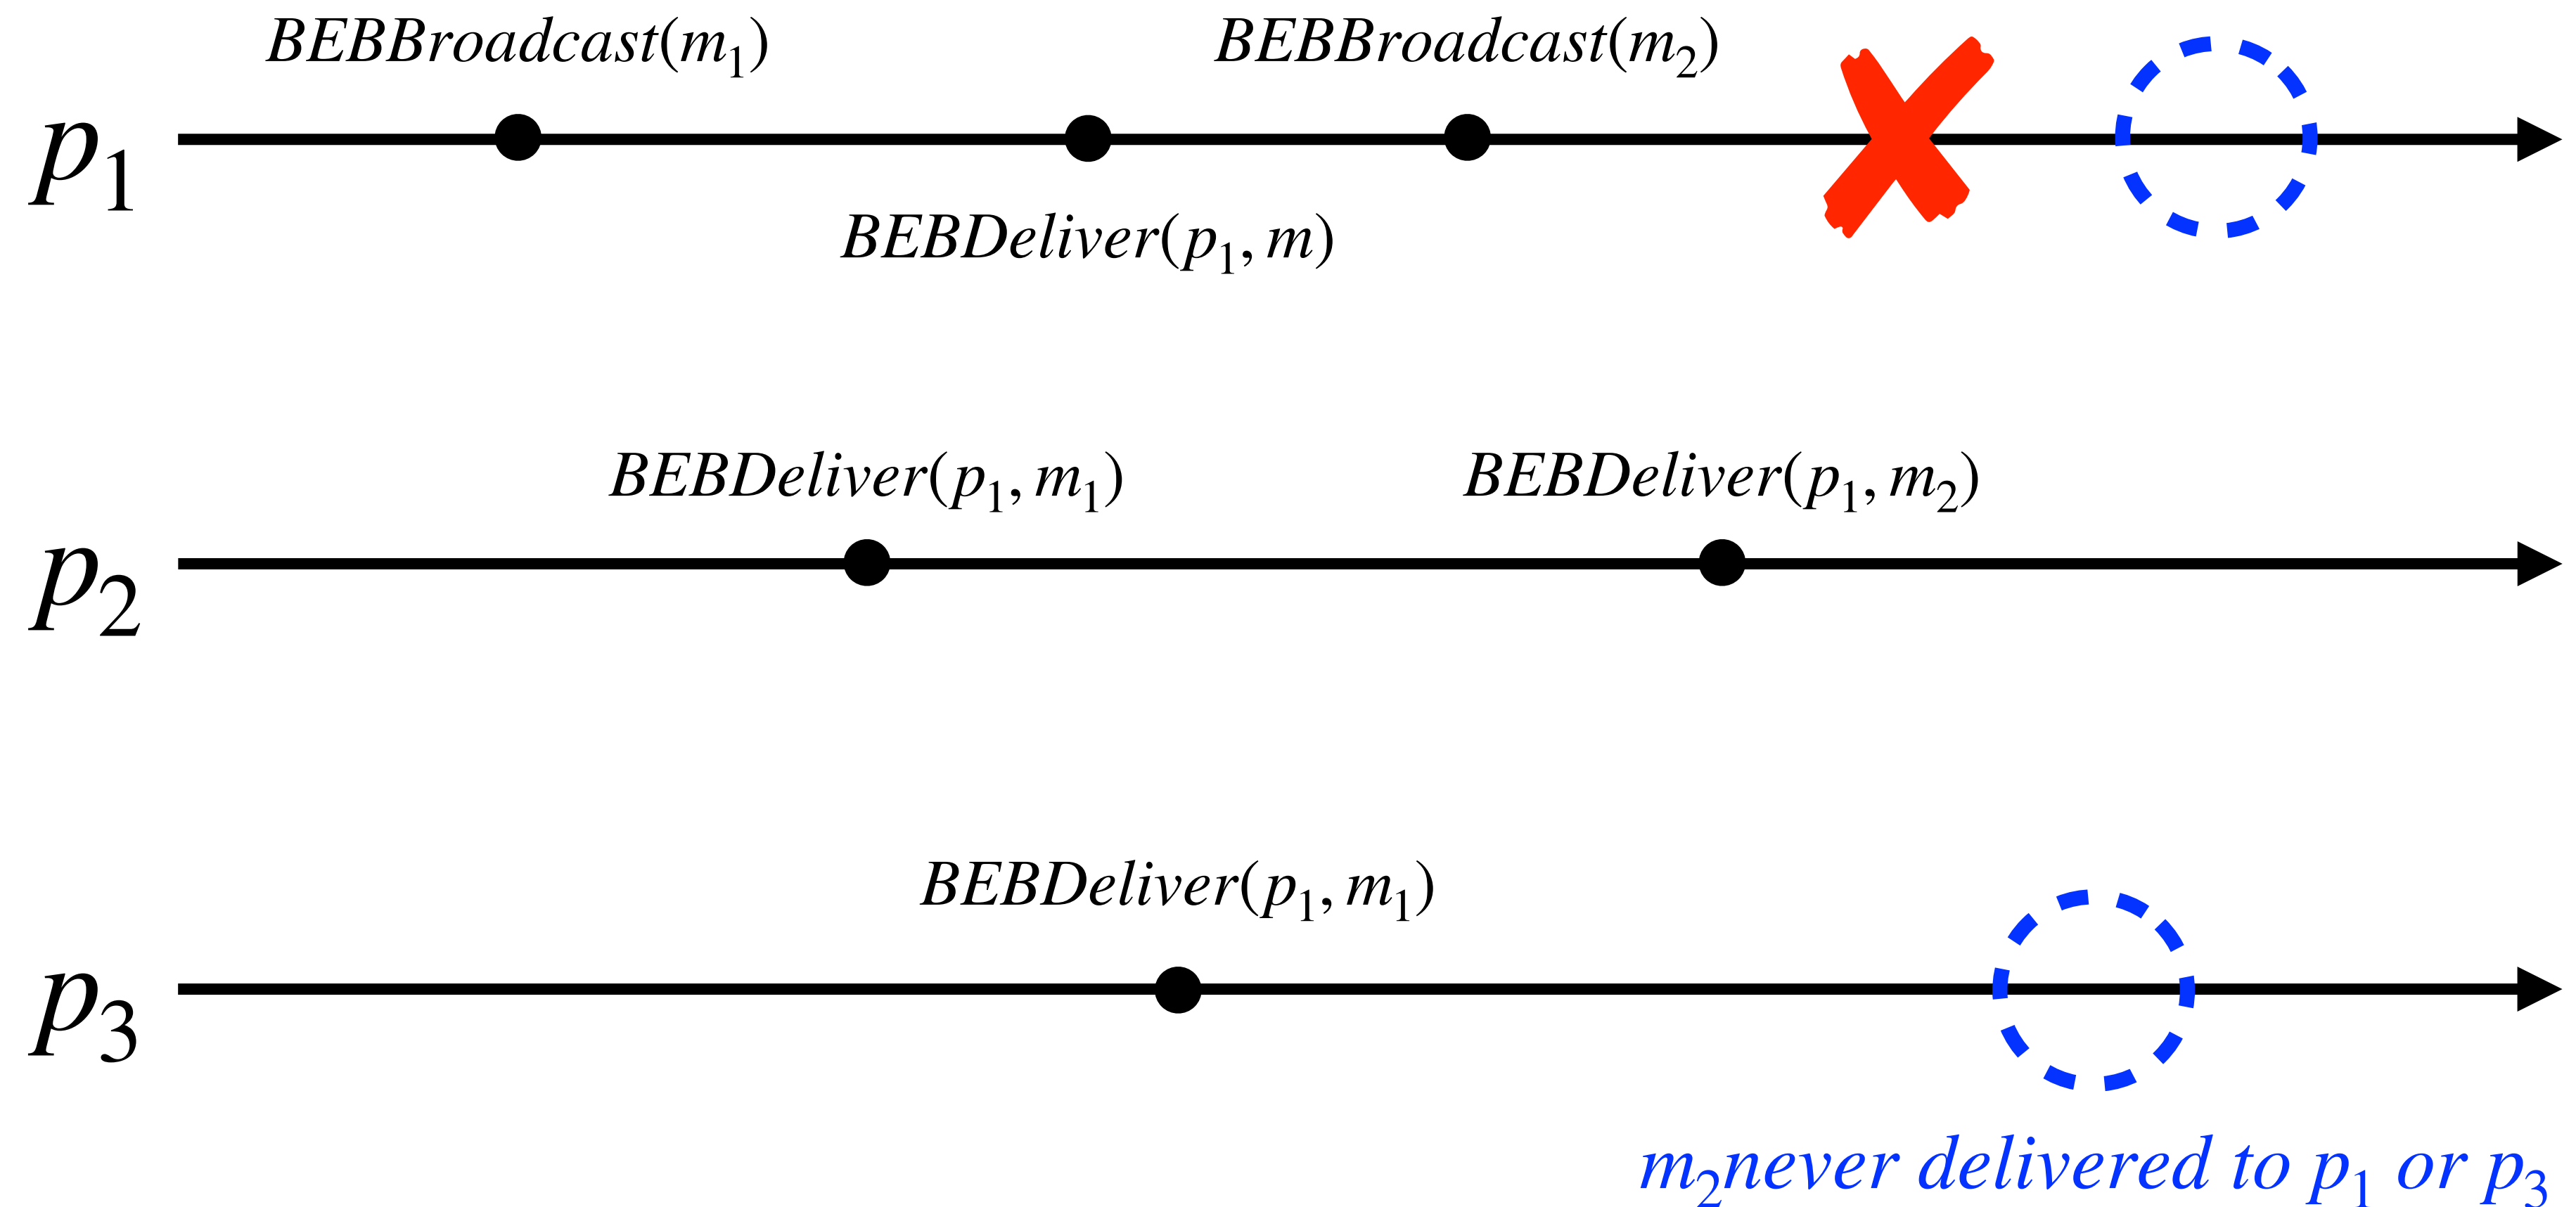 BEBBroadcast(m₁) BEBBroadcast(m₂)
p₁
BEBDeliver(p₁, m)
BEBDeliver(p₁, m₁) BEBDeliver(p₁, m₂)
p₂
BEBDeliver(p₁, m₁)
p₃
m₂never delivered to p₁ or p₃